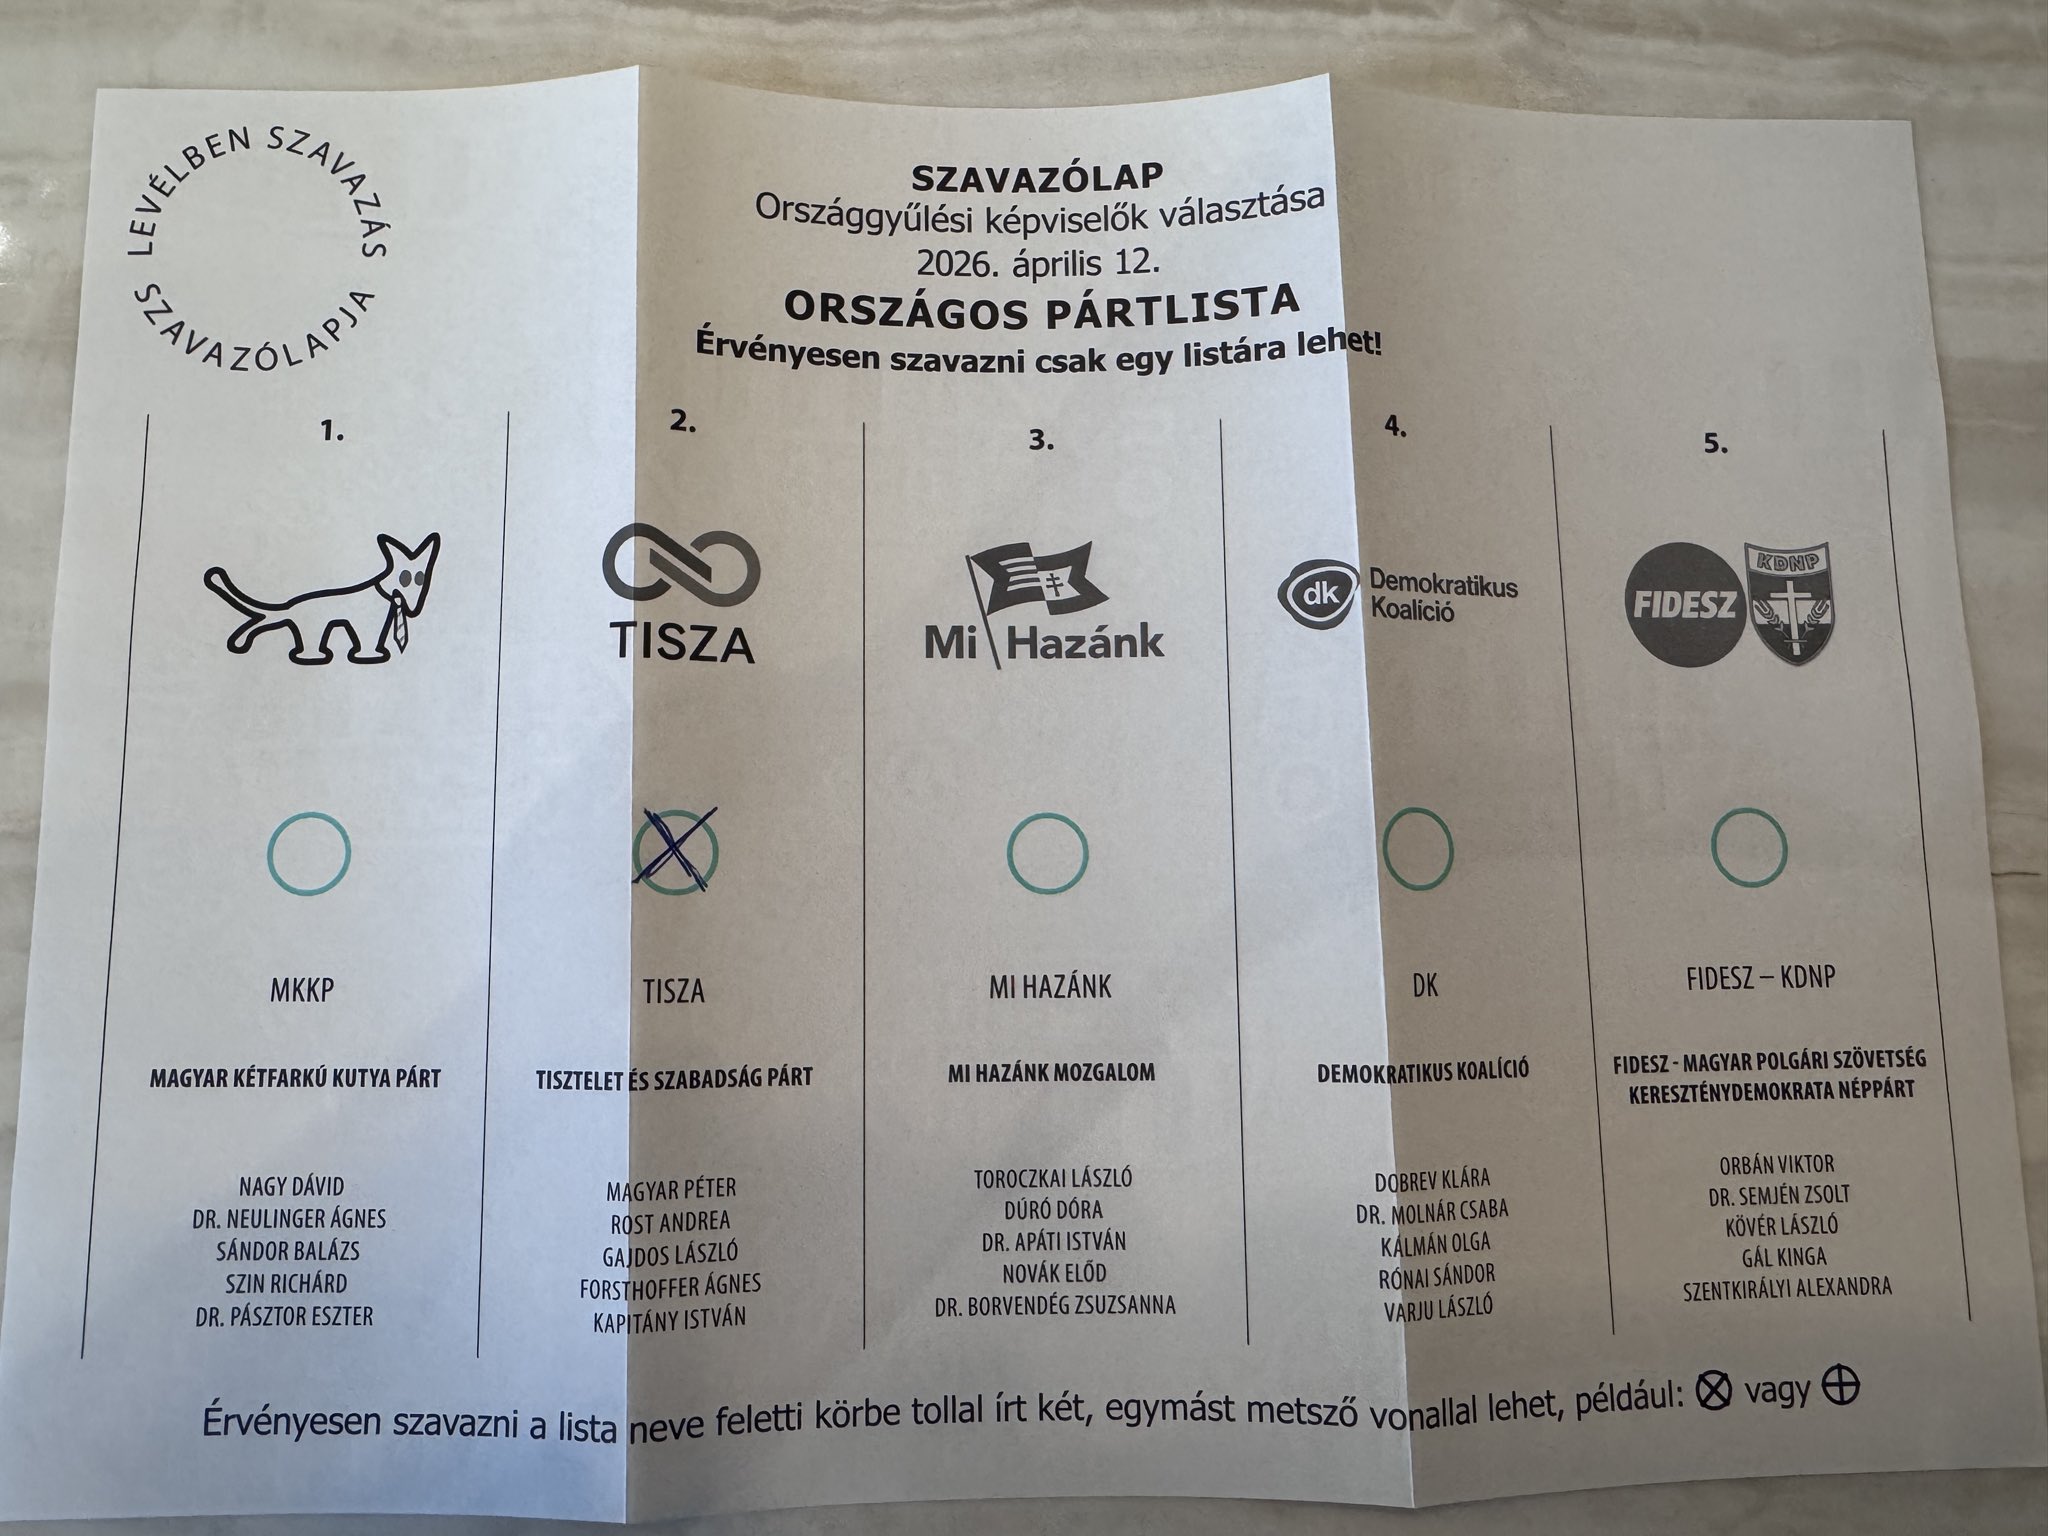 LEVÉLBEN SZAVAZÁS SZAVAZÓLAPJA
SZAVAZÓLAP
Országgyűlési képviselők választása
2026. április 12.
ORSZÁGOS PÁRTLISTA
Érvényesen szavazni csak egy listára lehet!
1.
MKKP
MAGYAR KÉTFARKÚ KUTYA PÁRT
NAGY DÁVID
DR. NEULINGER ÁGNES
SÁNDOR BALÁZS
SZIN RICHÁRD
DR. PÁSZTOR ESZTER
2.
TISZA
TISZA
TISZTELET ÉS SZABADSÁG PÁRT
MAGYAR PÉTER
ROST ANDREA
GAJDOS LÁSZLÓ
FORSTHOFFER ÁGNES
KAPITÁNY ISTVÁN
3.
Mi Hazánk
MI HAZÁNK
MI HAZÁNK MOZGALOM
TOROCZKAI LÁSZLÓ
DÚRÓ DÓRA
DR. APÁTI ISTVÁN
NOVÁK ELŐD
DR. BORVENDÉG ZSUZSANNA
4.
dk
Demokratikus
Koalíció
DK
DEMOKRATIKUS KOALÍCIÓ
DOBREV KLÁRA
DR. MOLNÁR CSABA
KÁLMÁN OLGA
RÓNAI SÁNDOR
VARJU LÁSZLÓ
5.
FIDESZ
KDNP
FIDESZ – KDNP
FIDESZ - MAGYAR POLGÁRI SZÖVETSÉG
KERESZTÉNYDEMOKRATA NÉPPÁRT
ORBÁN VIKTOR
DR. SEMJÉN ZSOLT
KÖVÉR LÁSZLÓ
GÁL KINGA
SZENTKIRÁLYI ALEXANDRA
Érvényesen szavazni a lista neve feletti körbe tollal írt két, egymást metsző vonallal lehet, például: ⊗ vagy ⊕